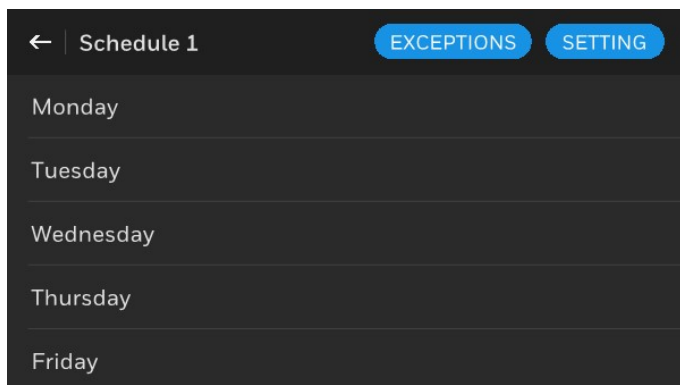 ← Schedule 1 EXCEPTIONS SETTING
Monday
Tuesday
Wednesday
Thursday
Friday